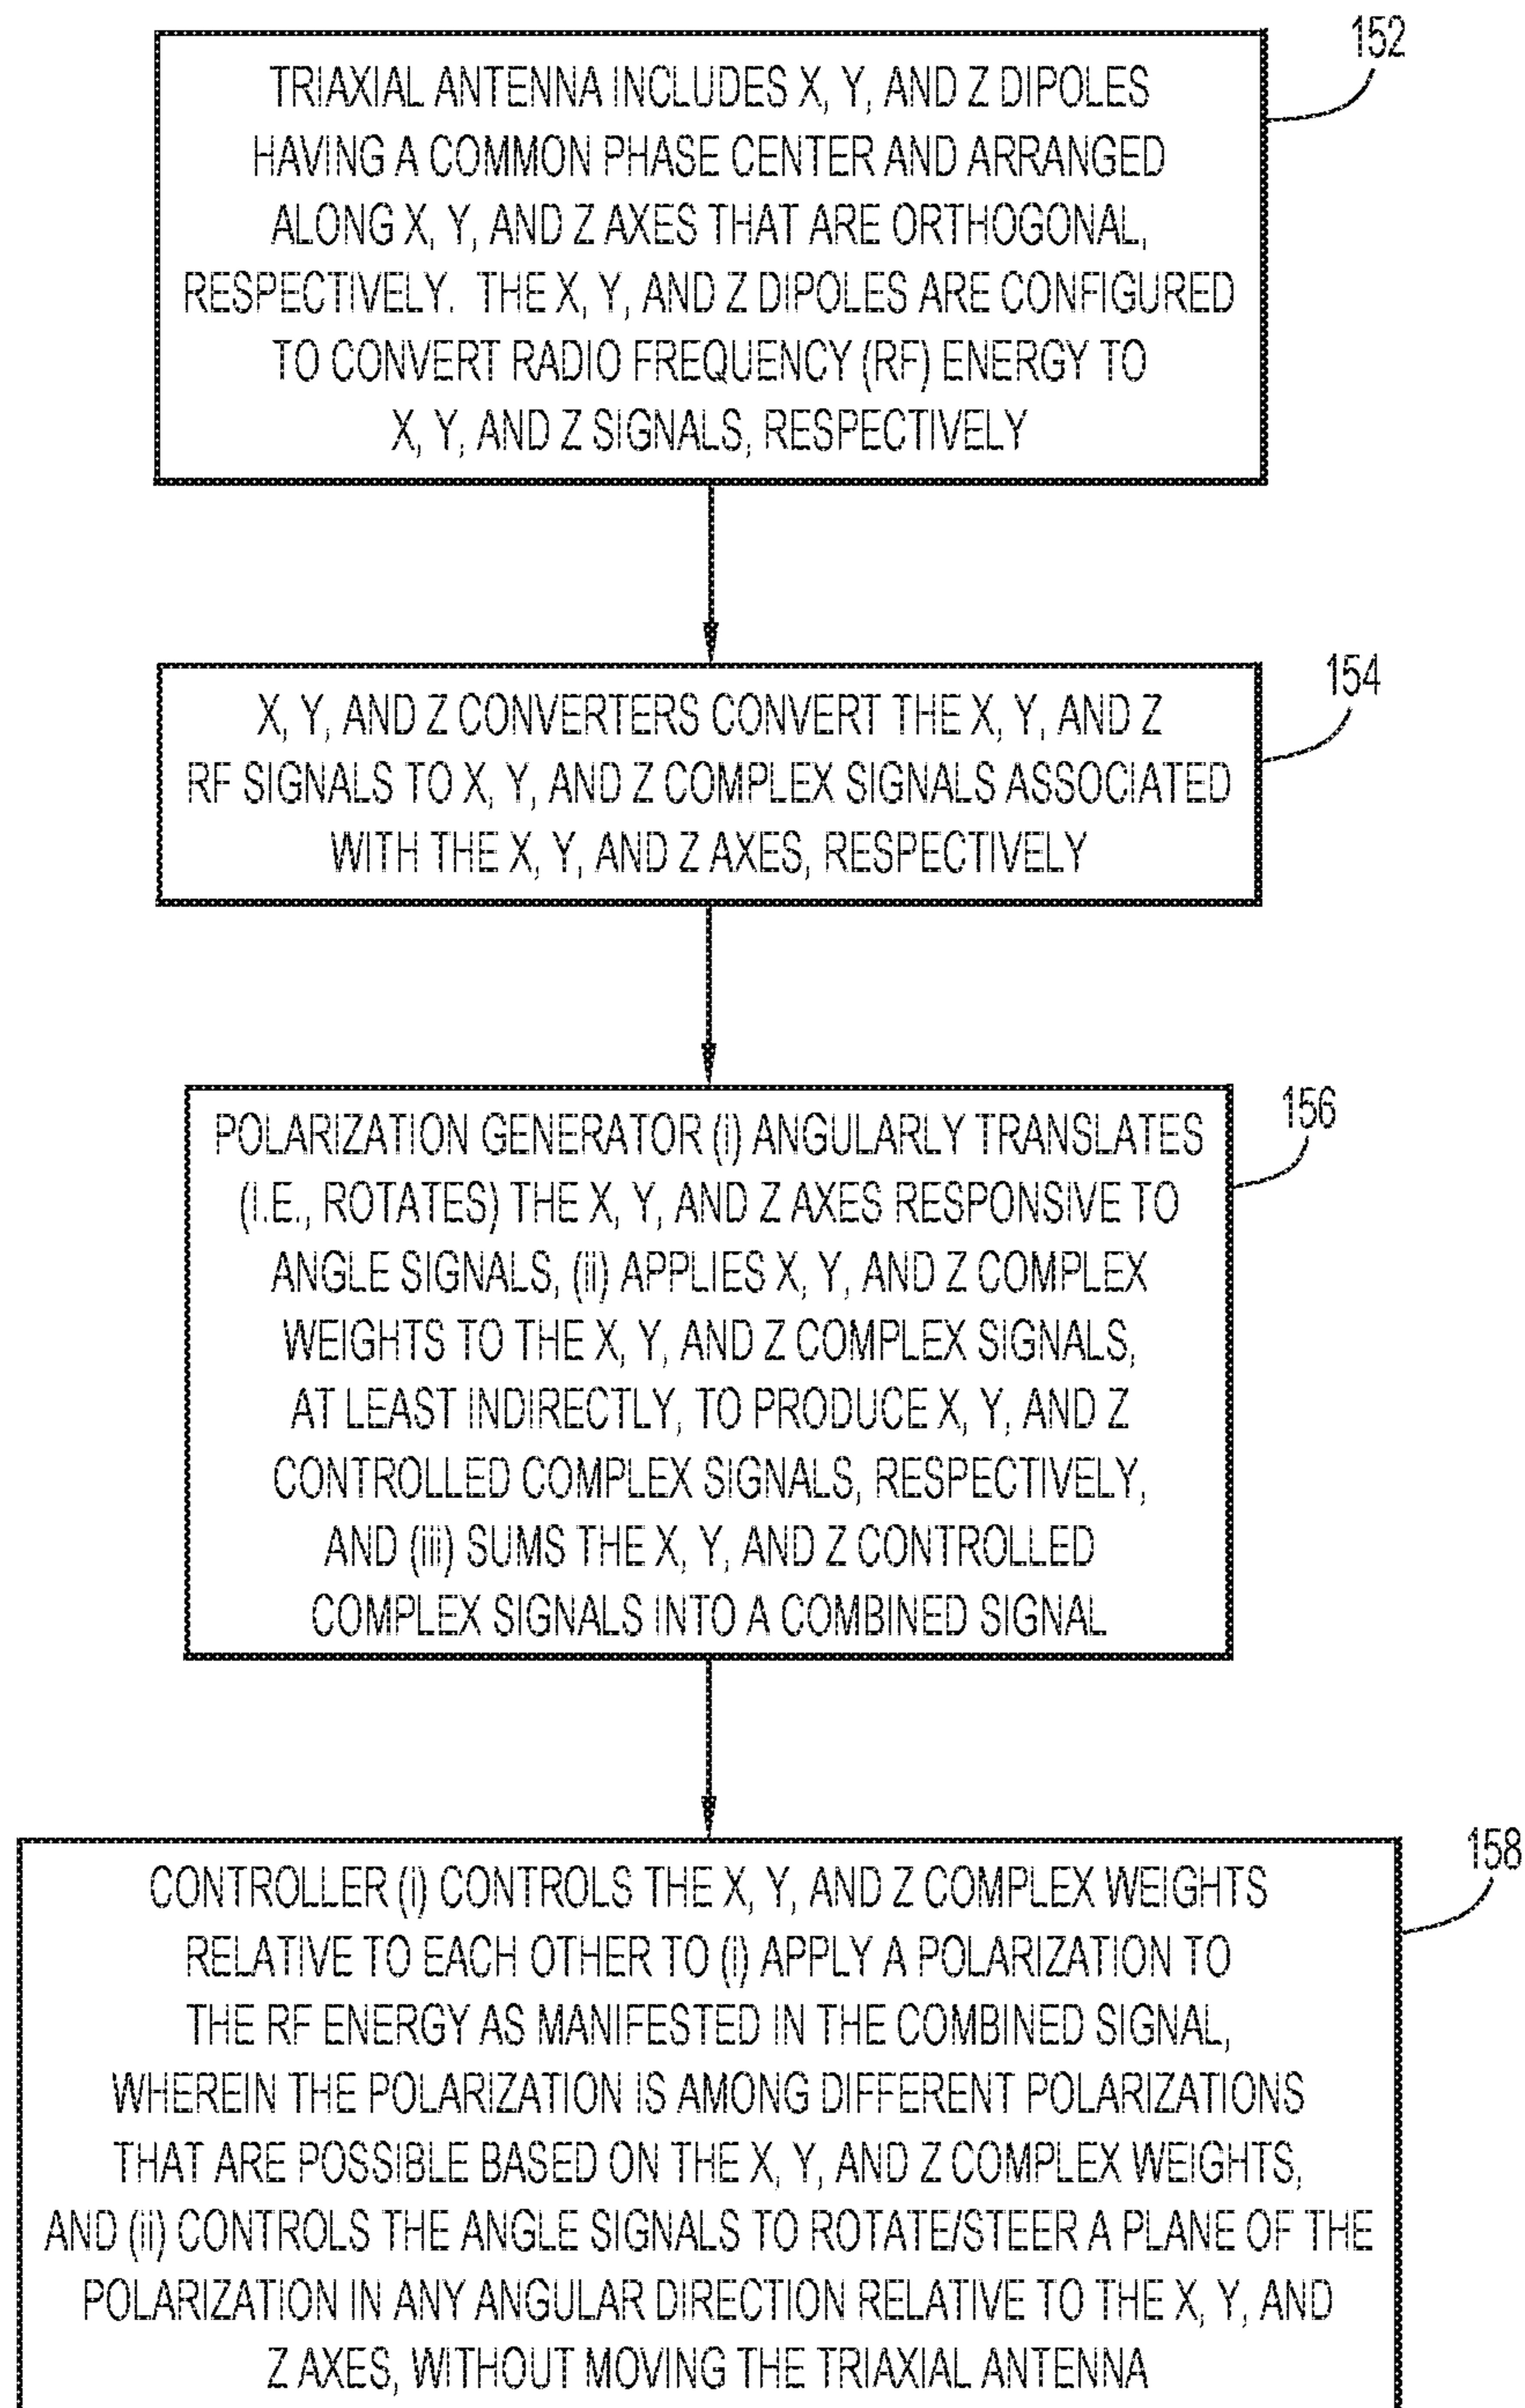 152
TRIAXIAL ANTENNA INCLUDES X, Y, AND Z DIPOLES
HAVING A COMMON PHASE CENTER AND ARRANGED
ALONG X, Y, AND Z AXES THAT ARE ORTHOGONAL,
RESPECTIVELY. THE X, Y, AND Z DIPOLES ARE CONFIGURED
TO CONVERT RADIO FREQUENCY (RF) ENERGY TO
X, Y, AND Z SIGNALS, RESPECTIVELY
154
X, Y, AND Z CONVERTERS CONVERT THE X, Y, AND Z
RF SIGNALS TO X, Y, AND Z COMPLEX SIGNALS ASSOCIATED
WITH THE X, Y, AND Z AXES, RESPECTIVELY
156
POLARIZATION GENERATOR (i) ANGULARLY TRANSLATES
(I.E., ROTATES) THE X, Y, AND Z AXES RESPONSIVE TO
ANGLE SIGNALS, (ii) APPLIES X, Y, AND Z COMPLEX
WEIGHTS TO THE X, Y, AND Z COMPLEX SIGNALS,
AT LEAST INDIRECTLY, TO PRODUCE X, Y, AND Z
CONTROLLED COMPLEX SIGNALS, RESPECTIVELY,
AND (iii) SUMS THE X, Y, AND Z CONTROLLED
COMPLEX SIGNALS INTO A COMBINED SIGNAL
158
CONTROLLER (i) CONTROLS THE X, Y, AND Z COMPLEX WEIGHTS
RELATIVE TO EACH OTHER TO (i) APPLY A POLARIZATION TO
THE RF ENERGY AS MANIFESTED IN THE COMBINED SIGNAL,
WHEREIN THE POLARIZATION IS AMONG DIFFERENT POLARIZATIONS
THAT ARE POSSIBLE BASED ON THE X, Y, AND Z COMPLEX WEIGHTS,
AND (ii) CONTROLS THE ANGLE SIGNALS TO ROTATE/STEER A PLANE OF THE
POLARIZATION IN ANY ANGULAR DIRECTION RELATIVE TO THE X, Y, AND
Z AXES, WITHOUT MOVING THE TRIAXIAL ANTENNA